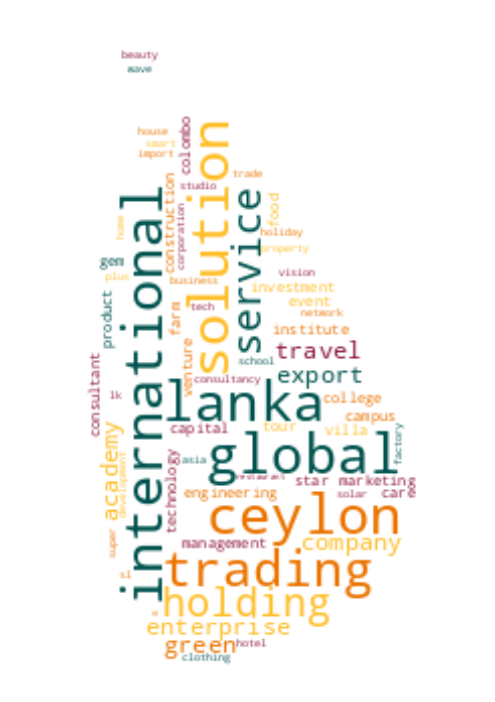 beauty
wave
house
smart
import
colombo
solution
trade
studio
construction
international
service
food
corporation
home
holiday
property
gem
plus
business
vision
investment
product
event
farm
tech
network
institute
venture
travel
school
consultant
consultancy
export
lk
lanka
college
campus
capital
tour
villa
factory
academy
global
asia
development
restaurant
star
marketing
technology
engineering
solar
care
ceylon
super
management
company
trading
sl
holding
enterprise
green
hotel
clothing